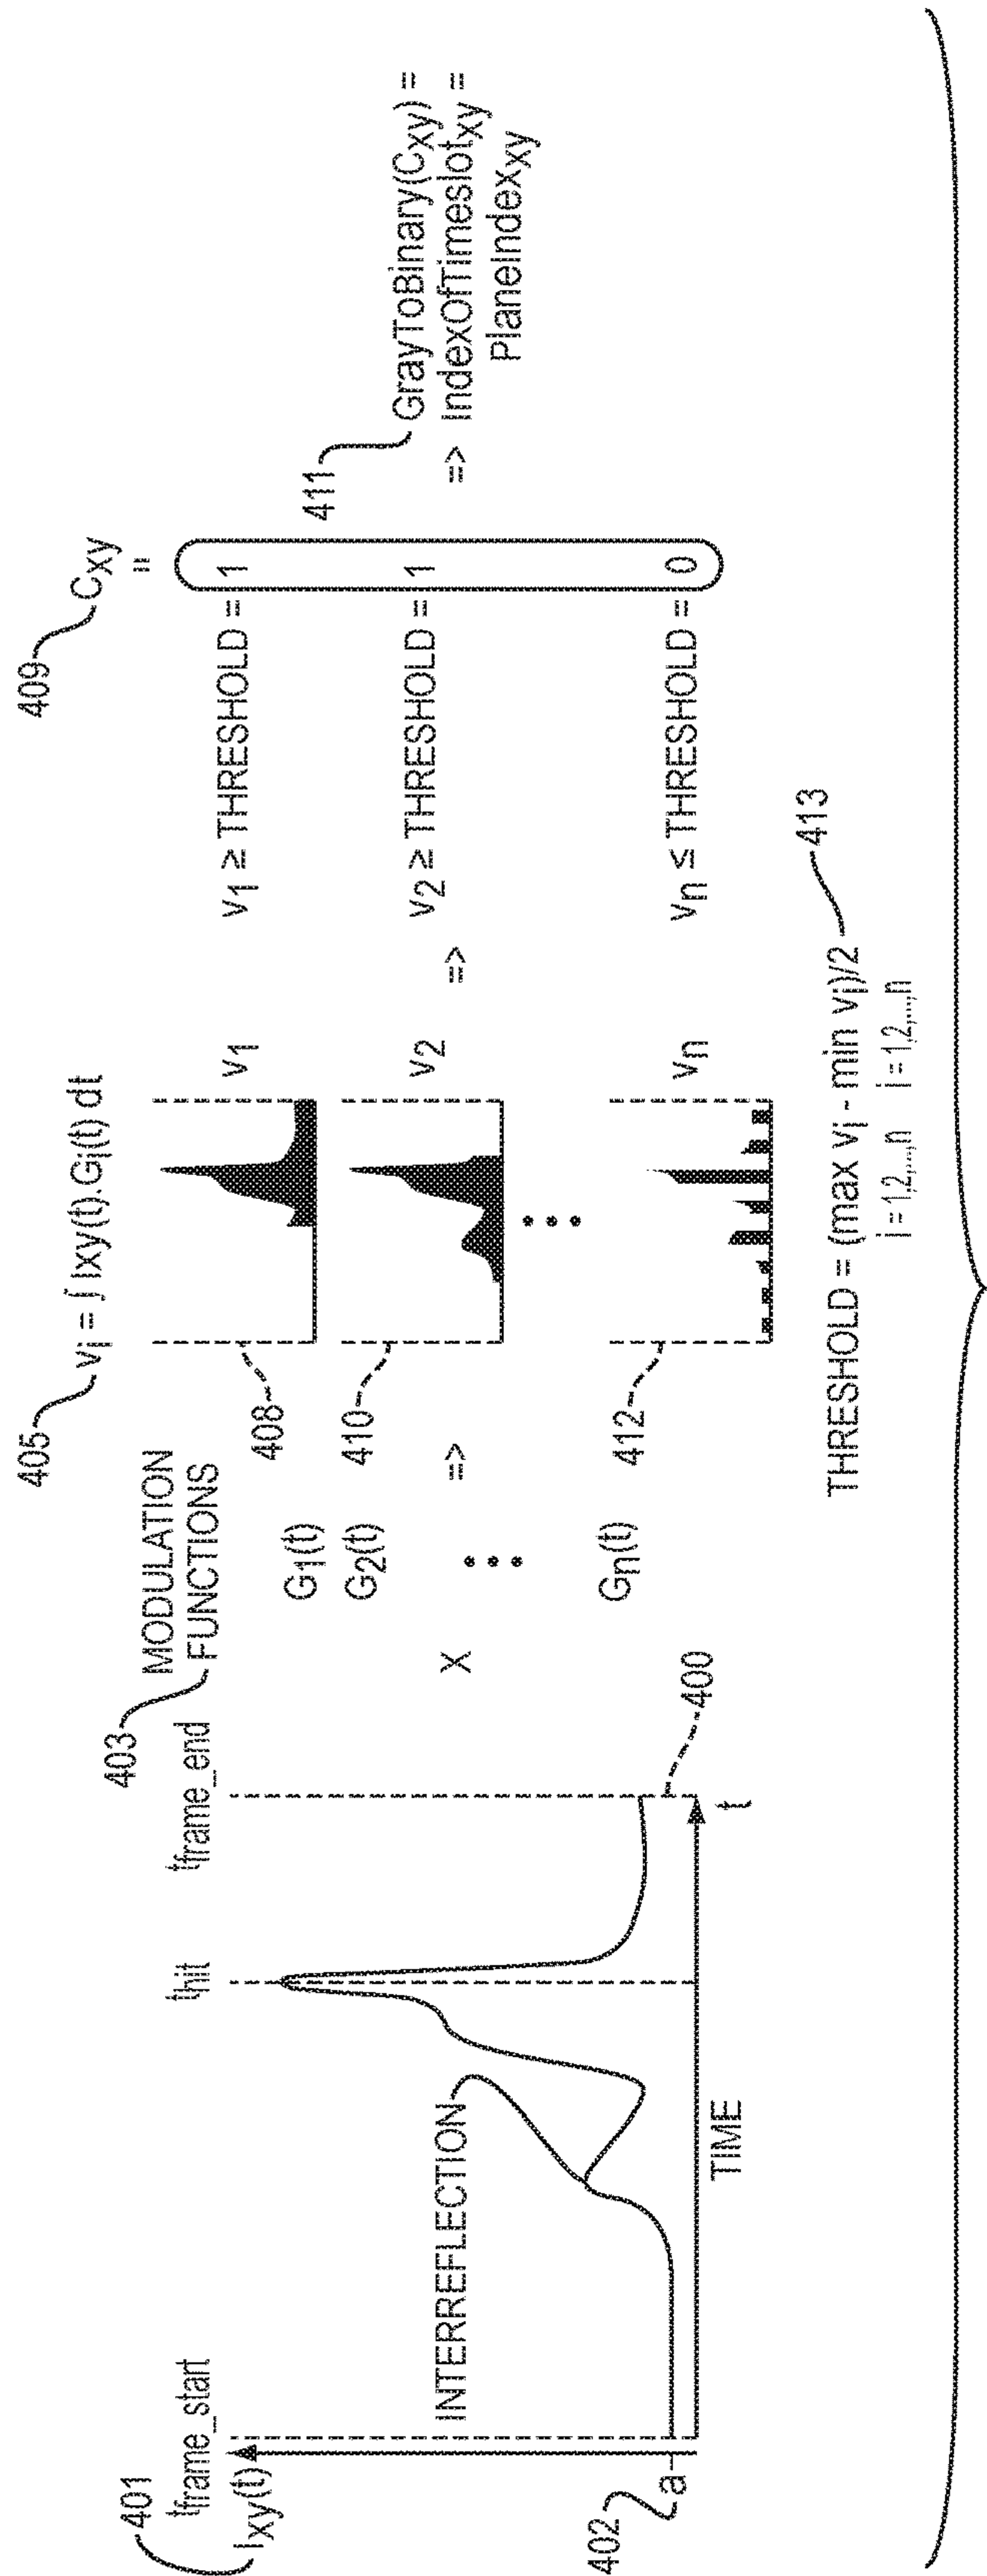 401
tframe_start
Ixy(t)
402
a
INTERREFLECTION
thit
tframe_end
TIME
t
400
403
MODULATION
FUNCTIONS
X
G1(t)
G2(t)
Gn(t)
=>
405
vi = ∫ Ixy(t).Gi(t) dt
408
410
412
v1
v2
vn
=>
v1 ≥ THRESHOLD = 1
v2 ≥ THRESHOLD = 1
vn ≤ THRESHOLD = 0
409
Cxy
=
THRESHOLD = (max vi - min vi)/2
i = 1,2,...,n i = 1,2,...,n
413
411
GrayToBinary(Cxy) =
=> IndexOfTimeslotxy =
PlaneIndexxy